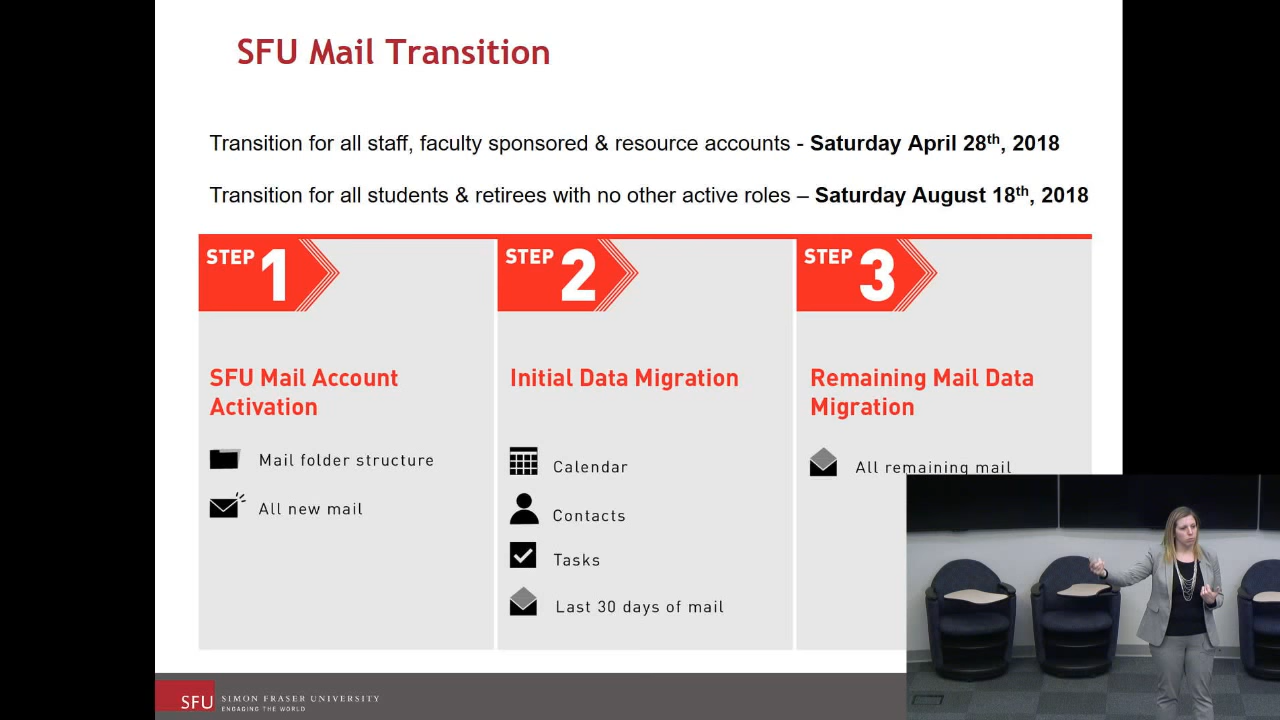 SFU Mail Transition
Transition for all staff, faculty sponsored & resource accounts - Saturday April 28th, 2018
Transition for all students & retirees with no other active roles – Saturday August 18th, 2018
STEP 1
SFU Mail Account
Activation
Mail folder structure
All new mail
STEP 2
Initial Data Migration
Calendar
Contacts
Tasks
Last 30 days of mail
STEP 3
Remaining Mail Data
Migration
All remaining mail
SFU
SIMON FRASER UNIVERSITY
ENGAGING THE WORLD